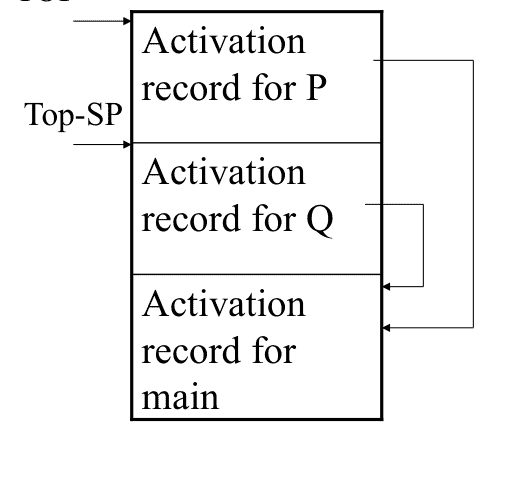 Activation
record for P
Top-SP
Activation
record for Q
Activation
record for
main